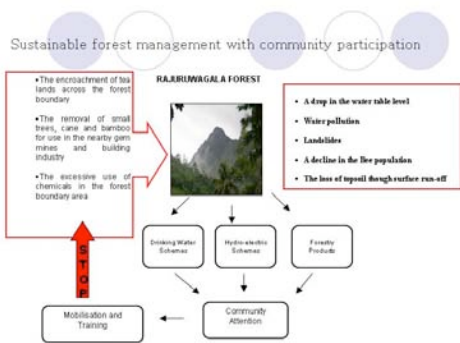 Sustainable forest management with community participation
•The encroachment of tea
lands across the forest
boundary
•The removal of small
trees, cane and bamboo
for use in the nearby gem
mines and building
industry
•The excessive use of
chemicals in the forest
boundary area
RAJURUWAGALA FOREST
• A drop in the water table level
• Water pollution
• Landslides
• A decline in the Bee population
• The loss of topsoil though surface run-off
Drinking Water
Schemes
Hydro-electric
Schemes
Forestry
Products
STOP
Mobilisation and
Training
Community
Attention